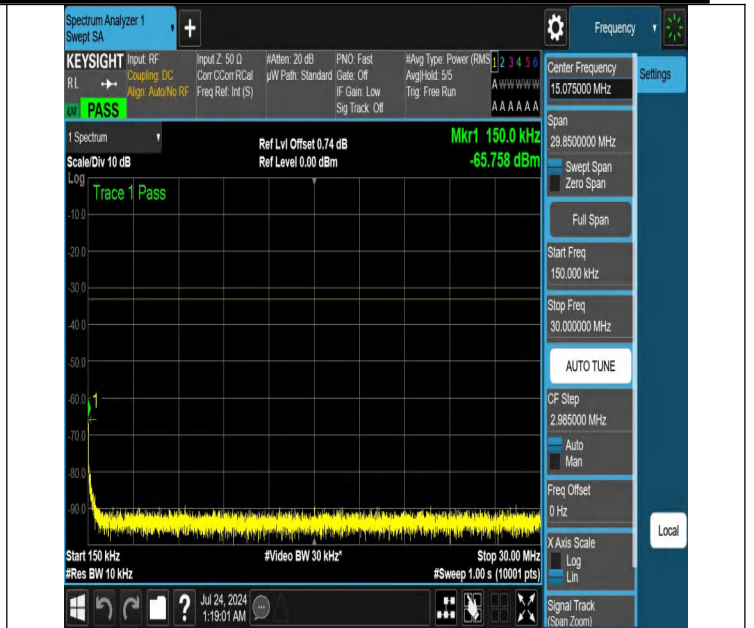 Spectrum Analyzer 1
Swept SA
+
Frequency
KEYSIGHT
RL
LXI PASS
Input: RF
Coupling: DC
Align: Auto/No RF
Input Z: 50 Ω
Corr CCorr RCal
Freq Ref: Int (S)
#Atten: 20 dB
µW Path: Standard
PNO: Fast
Gate: Off
IF Gain: Low
Sig Track: Off
#Avg Type: Power (RMS
Avg|Hold: 5/5
Trig: Free Run
1 2 3 4 5 6
A W W W W W
A A A A A A
1 Spectrum
Scale/Div 10 dB
Ref Lvl Offset 0.74 dB
Ref Level 0.00 dBm
Mkr1 150.0 kHz
-65.758 dBm
Log
Trace 1 Pass
-10.0
-20.0
-30.0
-40.0
-50.0
-60.0
1
-70.0
-80.0
-90.0
Start 150 kHz
#Res BW 10 kHz
#Video BW 30 kHz*
Stop 30.00 MHz
#Sweep 1.00 s (10001 pts)
?
Jul 24, 2024
1:19:01 AM
Center Frequency
15.075000 MHz
Span
29.8500000 MHz
Swept Span
Zero Span
Full Span
Start Freq
150.000 kHz
Stop Freq
30.000000 MHz
AUTO TUNE
CF Step
2.985000 MHz
Auto
Man
Freq Offset
0 Hz
X Axis Scale
Log
Lin
Signal Track
(Span Zoom)
Settings
Local